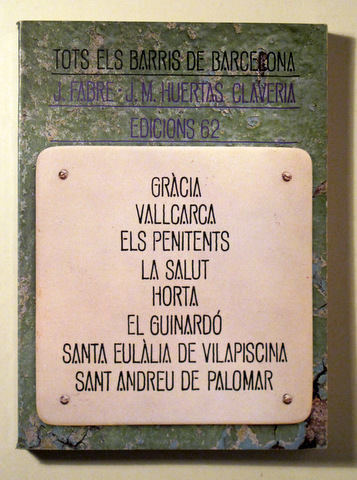 TOTS ELS BARRIS DE BARCELONA
J. FABRE · J.M. HUERTAS CLAVERIA
EDICIONS 62
GRÀCIA
VALLCARCA
ELS PENITENTS
LA SALUT
HORTA
EL GUINARDÓ
SANTA EULÀLIA DE VILAPISCINA
SANT ANDREU DE PALOMAR